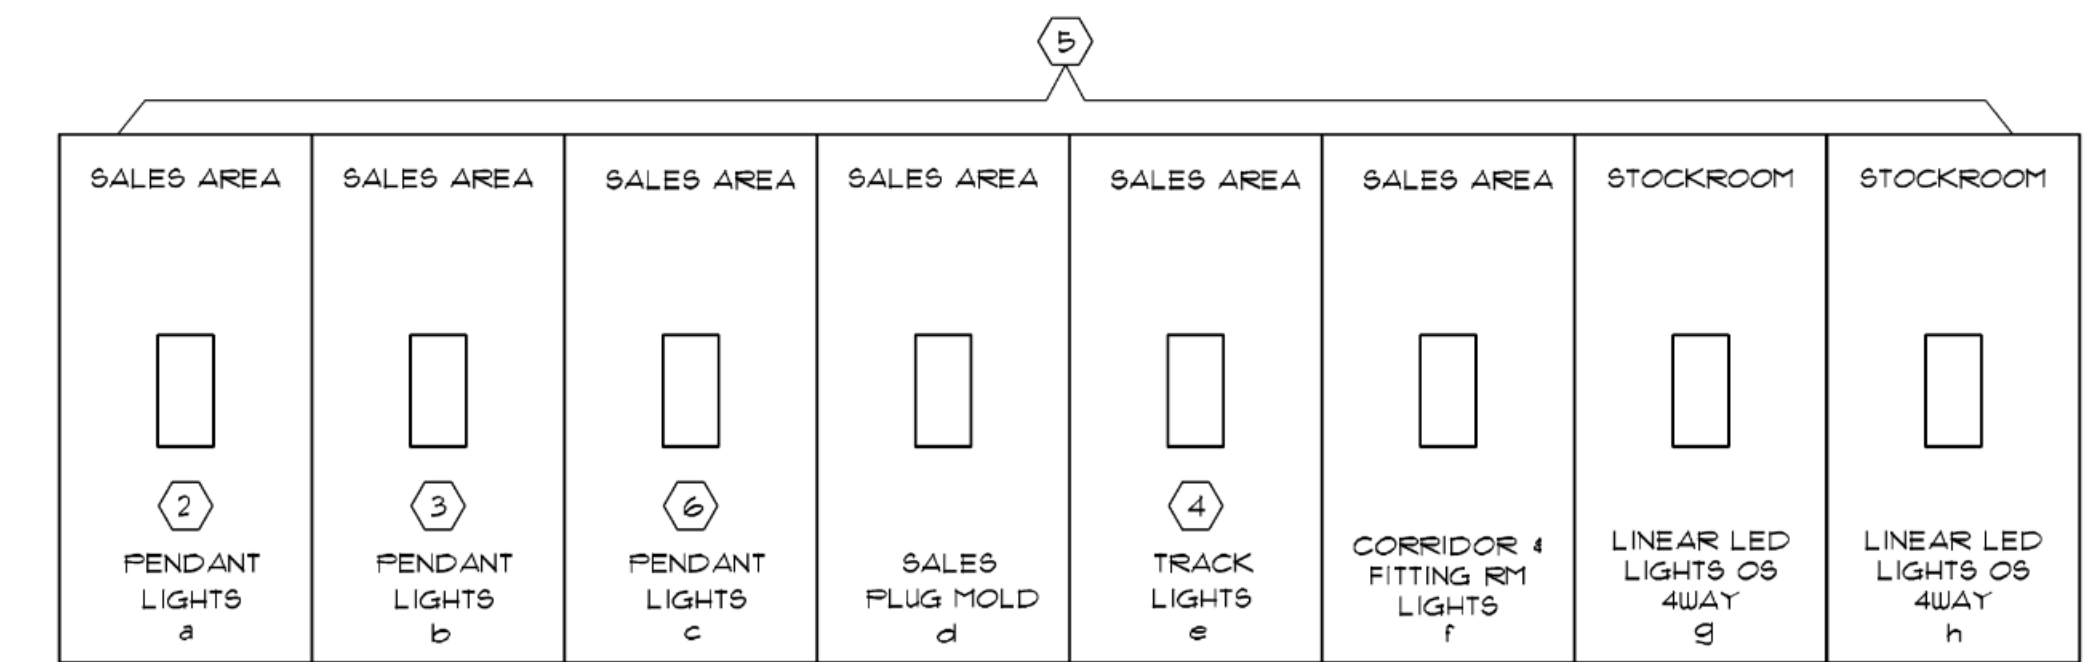 5
SALES AREA
2
PENDANT
LIGHTS
a
SALES AREA
3
PENDANT
LIGHTS
b
SALES AREA
6
PENDANT
LIGHTS
c
SALES AREA
SALES
PLUG MOLD
d
SALES AREA
4
TRACK
LIGHTS
e
SALES AREA
CORRIDOR &
FITTING RM
LIGHTS
f
STOCKROOM
LINEAR LED
LIGHTS OS
4WAY
g
STOCKROOM
LINEAR LED
LIGHTS OS
4WAY
h